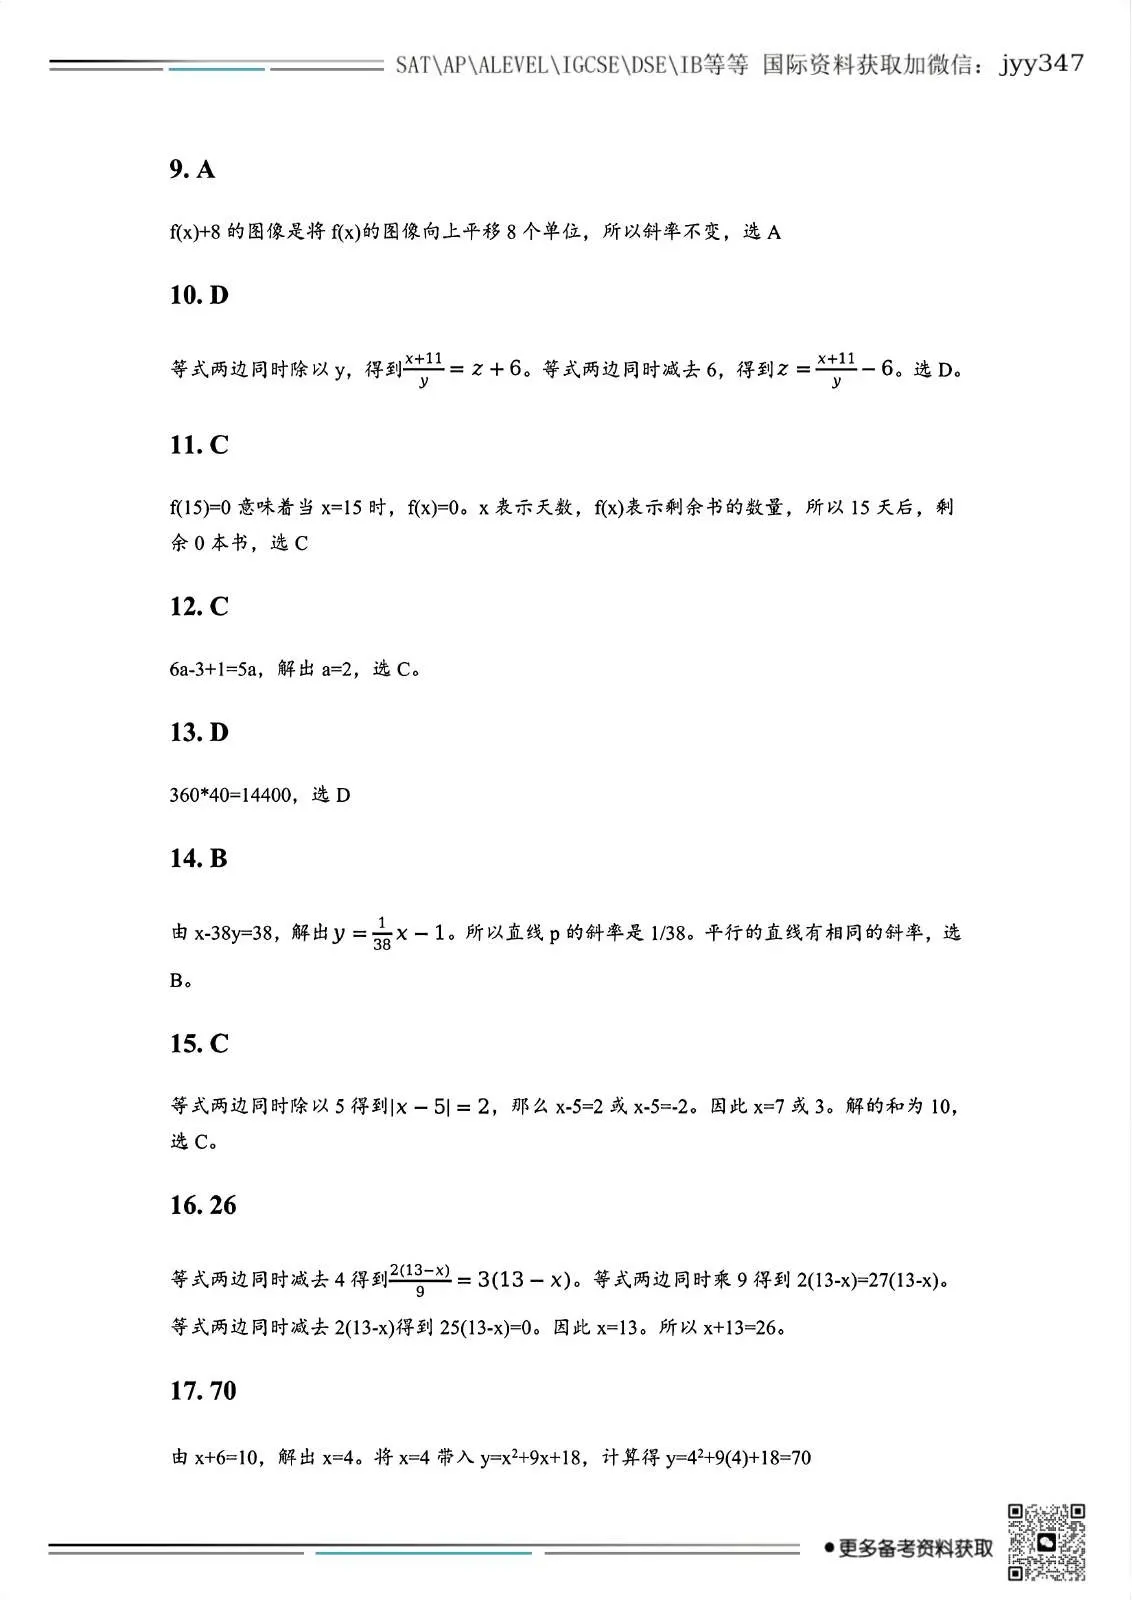 SAT\AP\ALEVEL\IGCSE\DSE\IB等等 国际资料获取加微信：jyy347
9. A
f(x)+8 的图像是将 f(x)的图像向上平移 8 个单位，所以斜率不变，选 A
10. D
等式两边同时除以 y，得到\frac{x+11}{y} = z + 6。等式两边同时减去 6，得到z = \frac{x+11}{y} − 6。选 D。
11. C
f(15)=0 意味着当 x=15 时，f(x)=0。x 表示天数，f(x)表示剩余书的数量，所以 15 天后，剩
余 0 本书，选 C
12. C
6a-3+1=5a，解出 a=2，选 C。
13. D
360*40=14400，选 D
14. B
由 x-38y=38，解出y = \frac{1}{38}x − 1。所以直线 p 的斜率是 1/38。平行的直线有相同的斜率，选
B。
15. C
等式两边同时除以 5 得到|x − 5| = 2，那么 x-5=2 或 x-5=-2。因此 x=7 或 3。解的和为 10，
选 C。
16. 26
等式两边同时减去 4 得到\frac{2(13−x)}{9} = 3(13 − x)。等式两边同时乘 9 得到 2(13-x)=27(13-x)。
等式两边同时减去 2(13-x)得到 25(13-x)=0。因此 x=13。所以 x+13=26。
17. 70
由 x+6=10，解出 x=4。将 x=4 带入 y=x²+9x+18，计算得 y=4²+9(4)+18=70
●更多备考资料获取